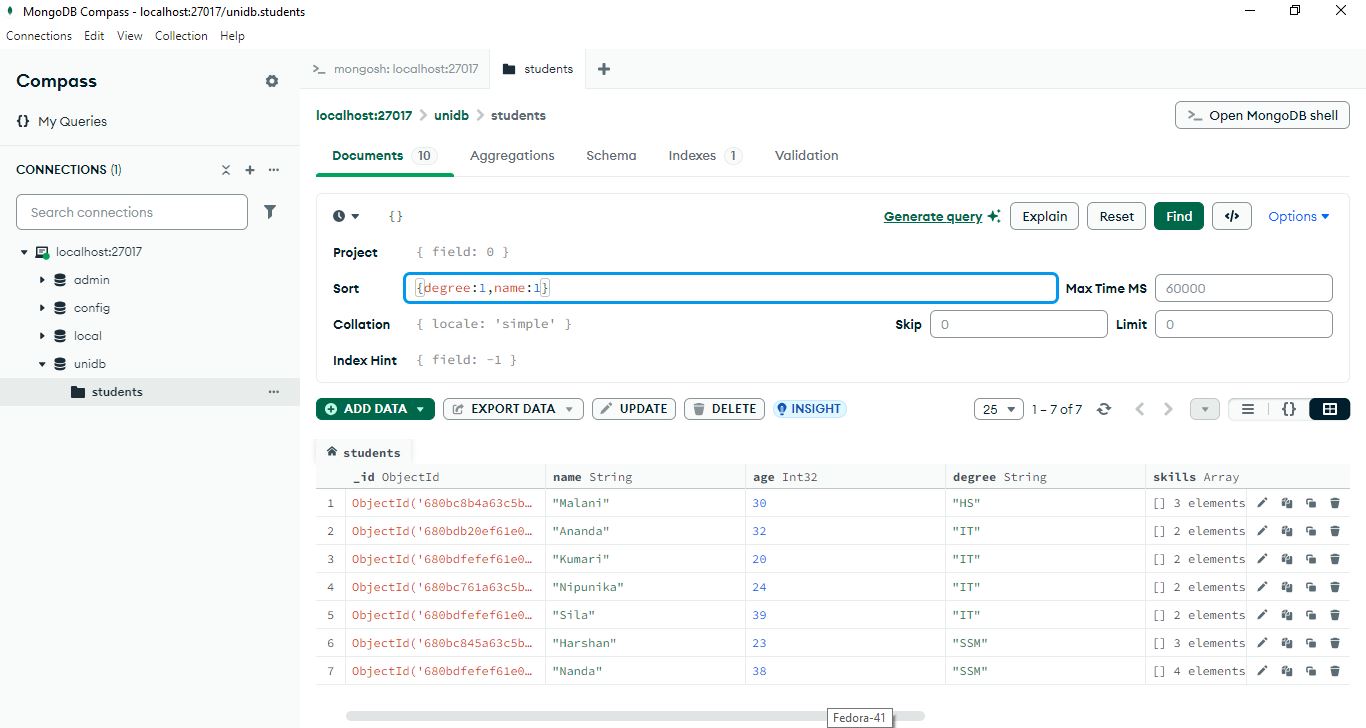 MongoDB Compass - localhost:27017/unidb.students
Connections Edit View Collection Help
Compass
>_ mongosh: localhost:27017 students
{} My Queries
localhost:27017 > unidb > students
>_ Open MongoDB shell
Documents 10 Aggregations Schema Indexes 1 Validation
CONNECTIONS (1)
Search connections
{} Generate query Explain Reset Find </> Options
localhost:27017
admin
config
local
unidb
students
Project { field: 0 }
Sort {degree:1,name:1} Max Time MS 60000
Collation { locale: 'simple' } Skip 0 Limit 0
Index Hint { field: -1 }
ADD DATA EXPORT DATA UPDATE DELETE INSIGHT 25 1 – 7 of 7 {}
students
_id ObjectId name String age Int32 degree String skills Array
1 ObjectId('680bc8b4a63c5b… "Malani" 30 "HS" [] 3 elements
2 ObjectId('680bdb20ef61e0… "Ananda" 32 "IT" [] 2 elements
3 ObjectId('680bdfefef61e0… "Kumari" 20 "IT" [] 2 elements
4 ObjectId('680bc761a63c5b… "Nipunika" 24 "IT" [] 2 elements
5 ObjectId('680bdfefef61e0… "Sila" 39 "IT" [] 2 elements
6 ObjectId('680bc845a63c5b… "Harshan" 23 "SSM" [] 3 elements
7 ObjectId('680bdfefef61e0… "Nanda" 38 "SSM" [] 4 elements
Fedora-41